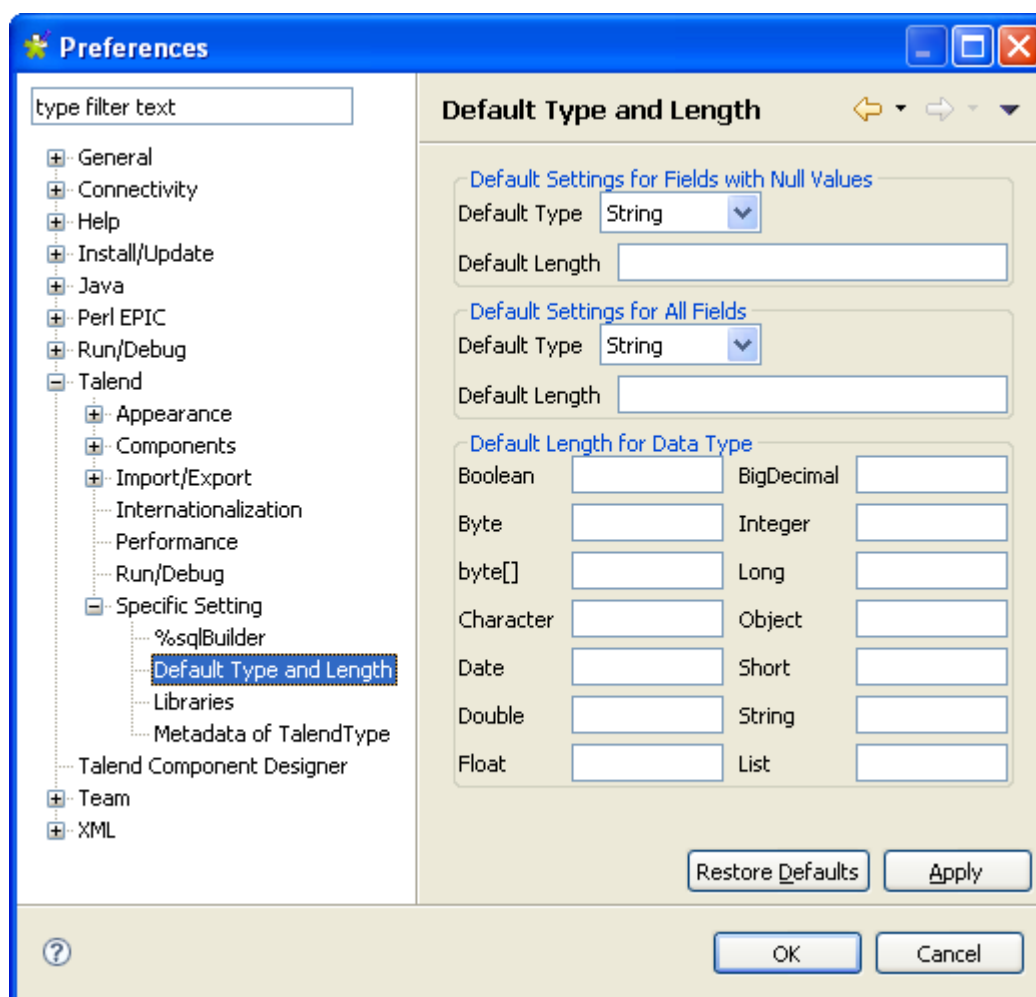 Preferences
type filter text
General
Connectivity
Help
Install/Update
Java
Perl EPIC
Run/Debug
Talend
Appearance
Components
Import/Export
Internationalization
Performance
Run/Debug
Specific Setting
%sqlBuilder
Default Type and Length
Libraries
Metadata of TalendType
Talend Component Designer
Team
XML
Default Type and Length
Default Settings for Fields with Null Values
Default Type String
Default Length
Default Settings for All Fields
Default Type String
Default Length
Default Length for Data Type
Boolean BigDecimal
Byte Integer
byte[] Long
Character Object
Date Short
Double String
Float List
Restore Defaults Apply
? OK Cancel